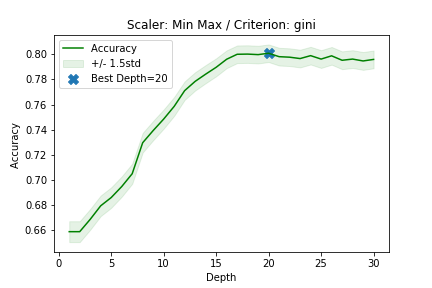 Scaler: Min Max / Criterion: gini
Accuracy
+/- 1.5std
Best Depth=20
Accuracy
0.80
0.78
0.76
0.74
0.72
0.70
0.68
0.66
0 5 10 15 20 25 30
Depth